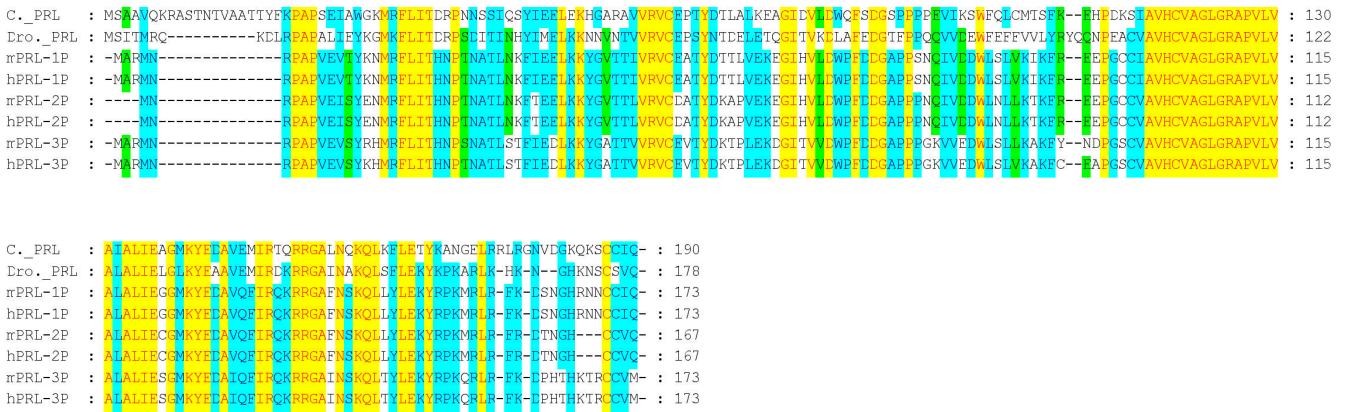 C._PRL : MSAAVQKRASTNTVAATTYFKPAPSEIAWGKMRFLITDRPNNSSIQSYIEELEKHGARAVVRVCEPTYDTLALKEAGIDVLDWQFSDGSPPPPEVIKSWFQLCMTSFK--EHPDKSIAVHCVAGLGRAPVLV : 130
Dro._PRL : MSITMRQ----------KDLRPAPALIEYKGMKFLITDRPSDITINHYIMELKKNNVNTVVRVCEPSYNTDELETQGITVKDLAFEDGTFPPQQVVDEWFEFFVVLYRYQQNPEACVAVHCVAGLGRAPVLV : 122
mPRL-1P : -MARMN--------------RPAPVEVTYKNMRFLITHNPTNATLNKFIEELKKYGVTTVVRVCEATYDTTLVEKEGIHVLDWPFDDGAPPSNQIVDDWLSLVKIKFR--EEPGCCIAVHCVAGLGRAPVLV : 115
hPRL-1P : -MARMN--------------RPAPVEVTYKNMRFLITHNPTNATLNKFIEELKKYGVTTIVRVCEATYDTTLVEKEGIHVLDWPFDDGAPPSNQIVDDWLSLVKIKFR--EEPGCCIAVHCVAGLGRAPVLV : 115
mPRL-2P : ----MN--------------RPAPVEISYENMRFLITHNPTNATLNKFTEELKKYGVTTLVRVCDATYDKAPVEKEGIHVLDWPFDDGAPPPNQIVDDWLNLLKTKFR--EEPGCCVAVHCVAGLGRAPVLV : 112
hPRL-2P : ----MN--------------RPAPVEISYENMRFLITHNPTNATLNKFTEELKKYGVTTLVRVCDATYDKAPVEKEGIHVLDWPFDDGAPPPNQIVDDWLNLLKTKFR--EEPGCCVAVHCVAGLGRAPVLV : 112
mPRL-3P : -MARMN--------------RPAPVEVSYRHMRFLITHNPSNATLSTFIEDLKKYGATTVVRVCEVTYDKTPLEKDGITVVDWPFDDGAPPPGKVVEDWLSLVKAKFY--NDPGSCVAVHCVAGLGRAPVLV : 115
hPRL-3P : -MARMN--------------RPAPVEVSYKHMRFLITHNPTNATLSTFIEDLKKYGATTVVRVCEVTYDKTPLEKDGITVVDWPFDDGAPPPGKVVEDWLSLVKAKFC--EAPGSCVAVHCVAGLGRAPVLV : 115
C._PRL : AIALIEAGMKYEDAVEMIRTQRRGALNQKQLKFLETYKANGELRRLRGNVDGKQKSCCIQ- : 190
Dro._PRL : ALALIELGLKYEAAVEMIRDKRRGAINAKQLSFLEKYKPKARLK-HK-N--GHKNSCSVQ- : 178
mPRL-1P : ALALIEGGMKYEDAVQFIRQKRRGAFNSKQLLYLEKYRPKMRLR-FK-DSNGHRNNCCIQ- : 173
hPRL-1P : ALALIEGGMKYEDAVQFIRQKRRGAFNSKQLLYLEKYRPKMRLR-FK-DSNGHRNNCCIQ- : 173
mPRL-2P : ALALIECGMKYEDAVQFIRQKRRGAFNSKQLLYLEKYRPKMRLR-FR-DTNGH---CCVQ- : 167
hPRL-2P : ALALIECGMKYEDAVQFIRQKRRGAFNSKQLLYLEKYRPKMRLR-FR-DTNGH---CCVQ- : 167
mPRL-3P : ALALIESGMKYEDAIQFIRQKRRGAINSKQLTYLEKYRPKQRLR-FK-DPHTHKTRCCVM- : 173
hPRL-3P : ALALIESGMKYEDAIQFIRQKRRGAINSKQLTYLEKYRPKQRLR-FK-DPHTHKTRCCVM- : 173